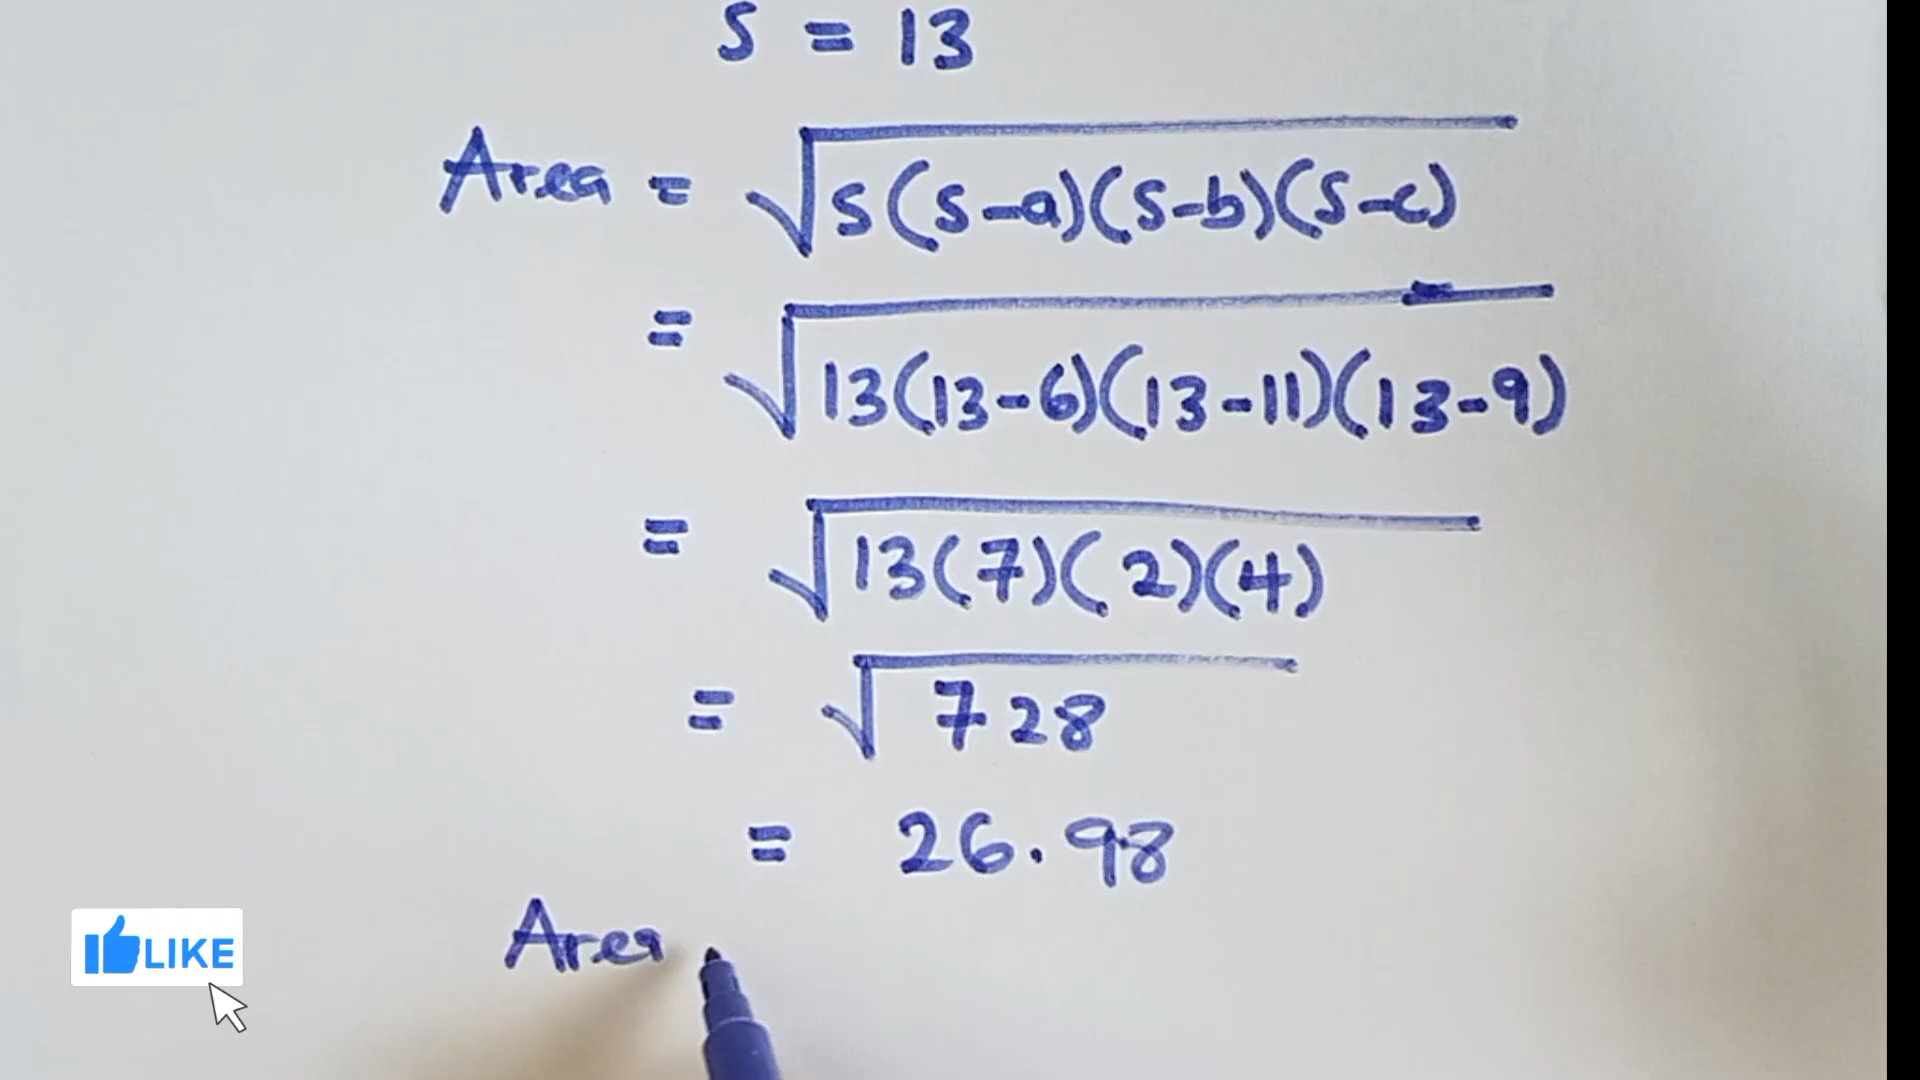 S = 13
Area = √s(s-a)(s-b)(s-c)
= √13(13-6)(13-11)(13-9)
= √13(7)(2)(4)
= √728
= 26.98
Area
LIKE